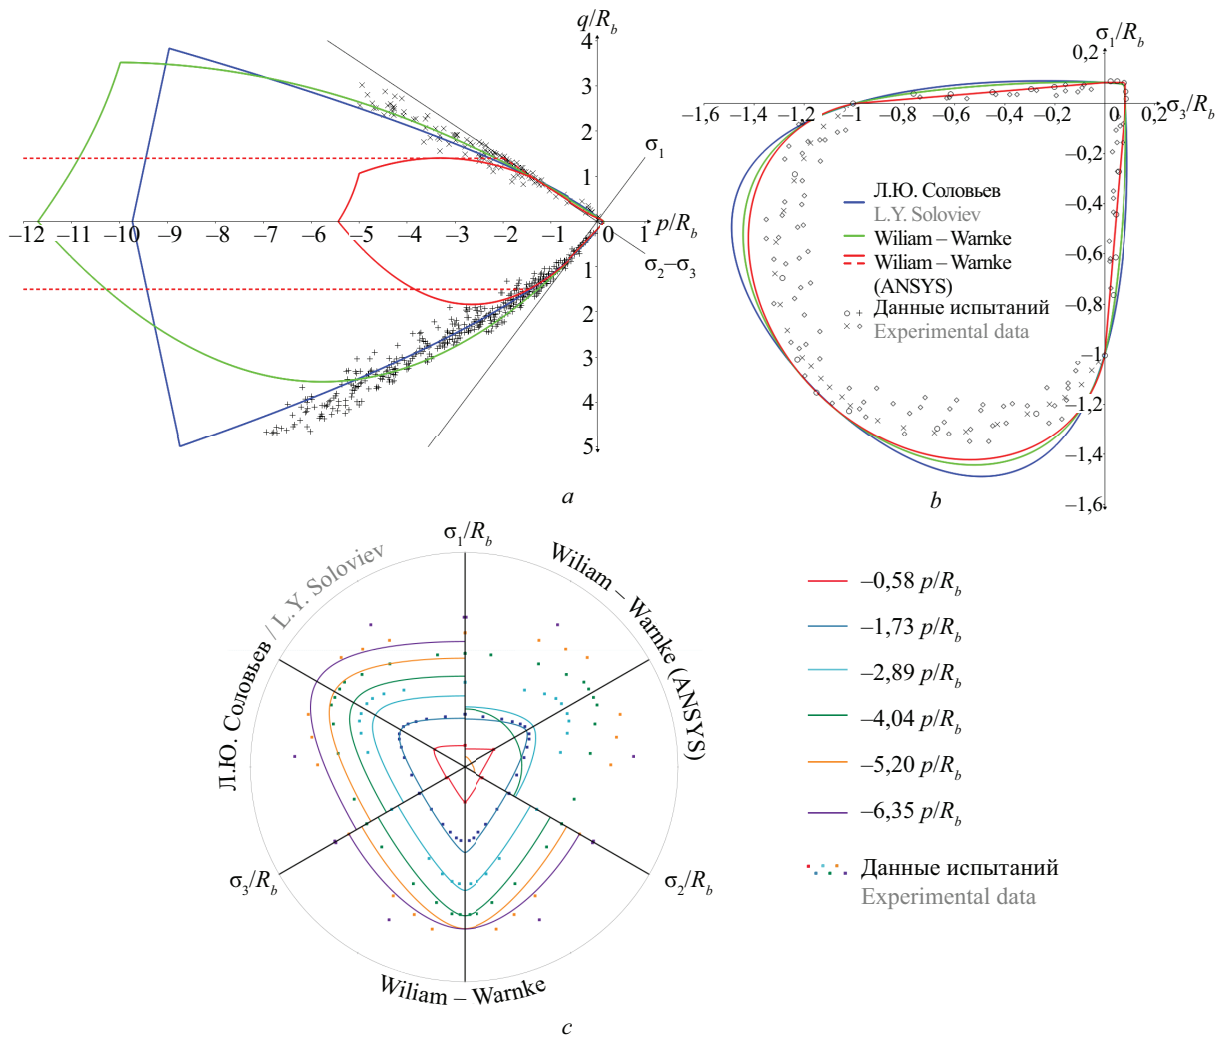 q/R_b
4
3
2
1
σ_1
–12 –11 –10 –9 –8 –7 –6 –5 –4 –3 –2 –1 0 1
p/R_b
σ_2–σ_3
1
2
3
4
5
a
σ_1/R_b
0,2
–1,6 –1,4 –1,2 –1 –0,8 –0,6 –0,4 –0,2 0 0,2
σ_3/R_b
–0,2
–0,4
–0,6
–0,8
–1
–1,2
–1,4
–1,6
Л.Ю. Соловьев
L.Y. Soloviev
Wiliam – Warnke
Wiliam – Warnke
(ANSYS)
Данные испытаний
Experimental data
b
σ_1/R_b
Л.Ю. Соловьев / L.Y. Soloviev
Wiliam – Warnke (ANSYS)
σ_3/R_b
σ_2/R_b
Wiliam – Warnke
–0,58 p/R_b
–1,73 p/R_b
–2,89 p/R_b
–4,04 p/R_b
–5,20 p/R_b
–6,35 p/R_b
Данные испытаний
Experimental data
c